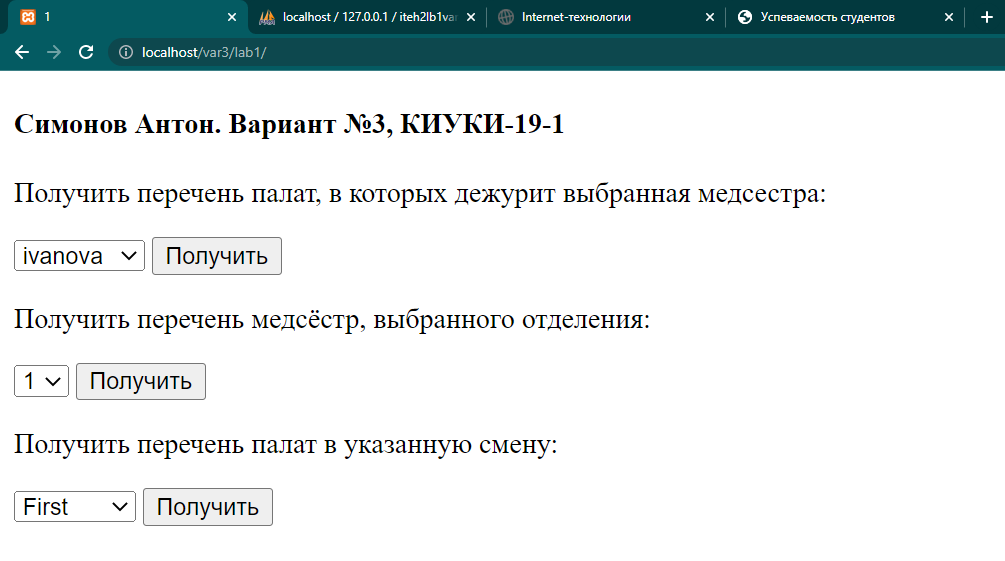 1
localhost / 127.0.0.1 / iteh2lb1var
Internet-технологии
Успеваемость студентов
localhost/var3/lab1/
Симонов Антон. Вариант №3, КИУКИ-19-1
Получить перечень палат, в которых дежурит выбранная медсестра:
ivanova Получить
Получить перечень медсёстр, выбранного отделения:
1 Получить
Получить перечень палат в указанную смену:
First Получить